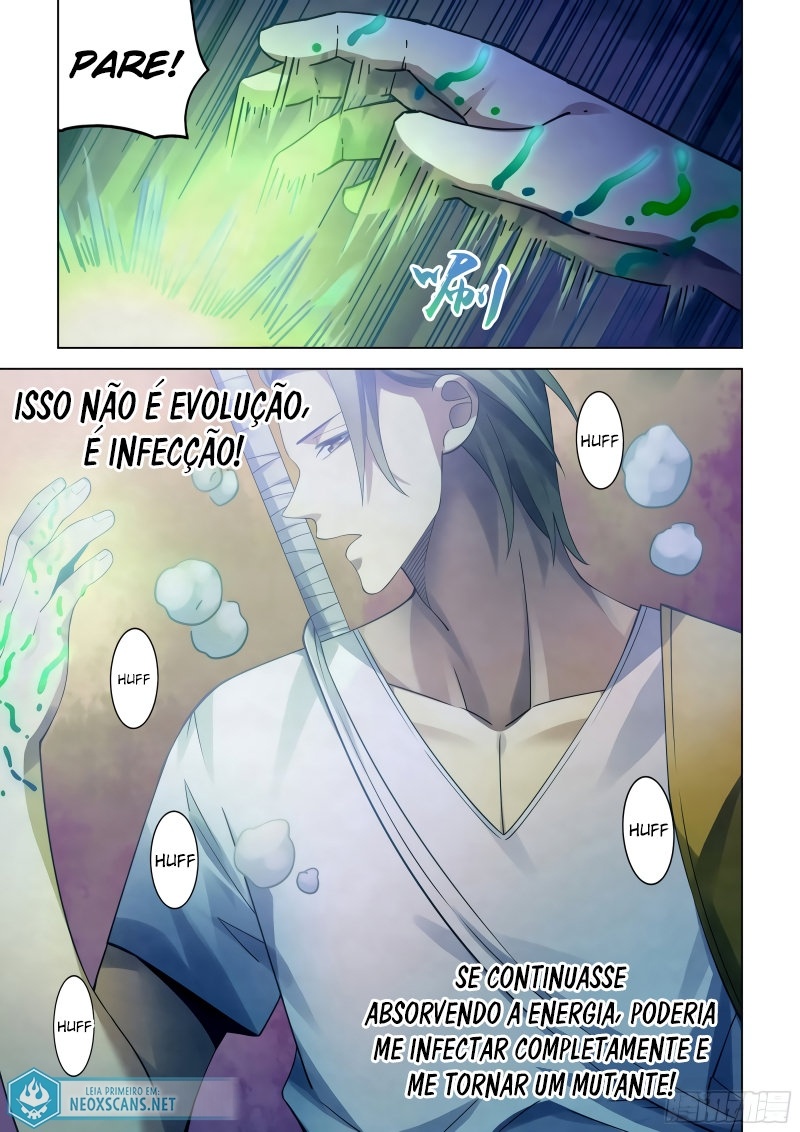 PARE!
唰
ISSO NÃO É EVOLUÇÃO,
É INFECÇÃO!
HUFF
HUFF
HUFF
HUFF
HUFF
SE CONTINUASSE
ABSORVENDO A ENERGIA, PODERIA
ME INFECTAR COMPLETAMENTE E
ME TORNAR UM MUTANTE!
LEIA PRIMEIRO EM:
NEOXSCANS.NET